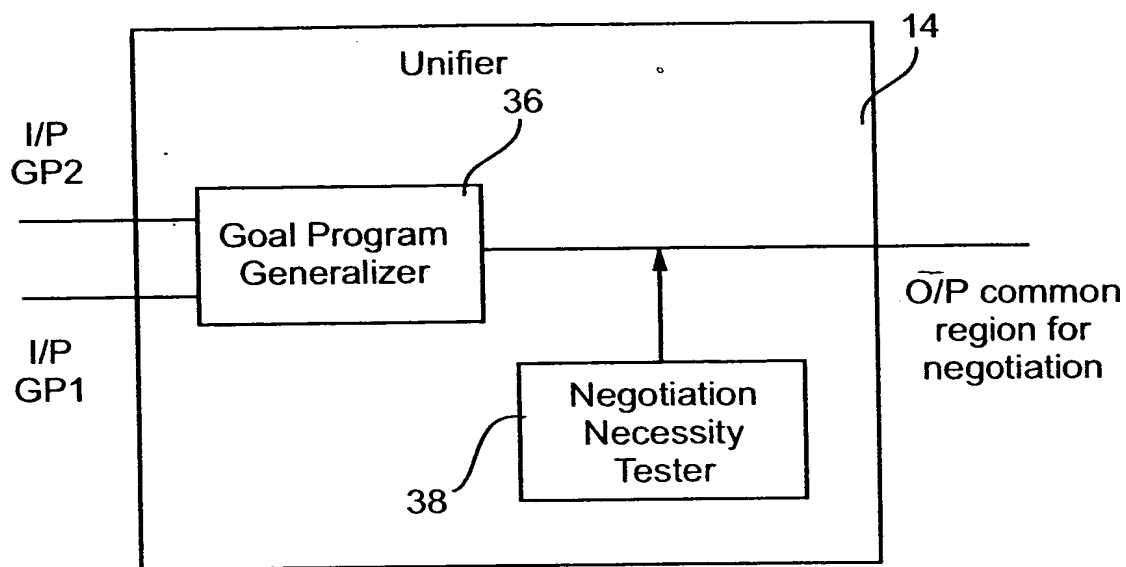 14
Unifier
36
I/P
GP2
Goal Program
Generalizer
O/P common
region for
negotiation
I/P
GP1
Negotiation
Necessity
Tester
38